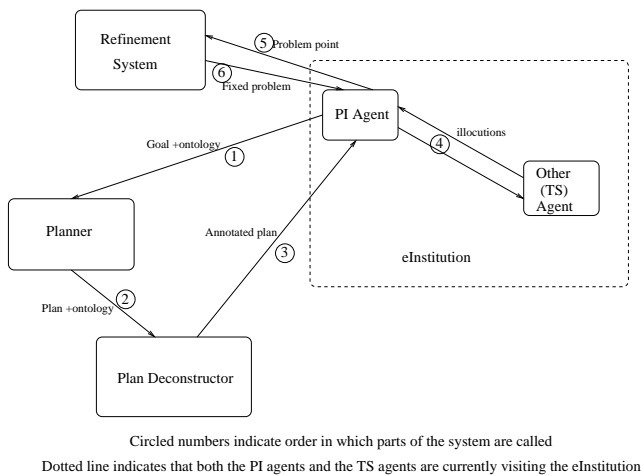 Refinement
System
5
Problem point
6
Fixed problem
PI Agent
illocutions
4
Goal +ontology
1
Other
(TS)
Agent
Planner
Annotated plan
3
eInstitution
Plan +ontology
2
Plan Deconstructor
Circled numbers indicate order in which parts of the system are called
Dotted line indicates that both the PI agents and the TS agents are currently visiting the eInstitution